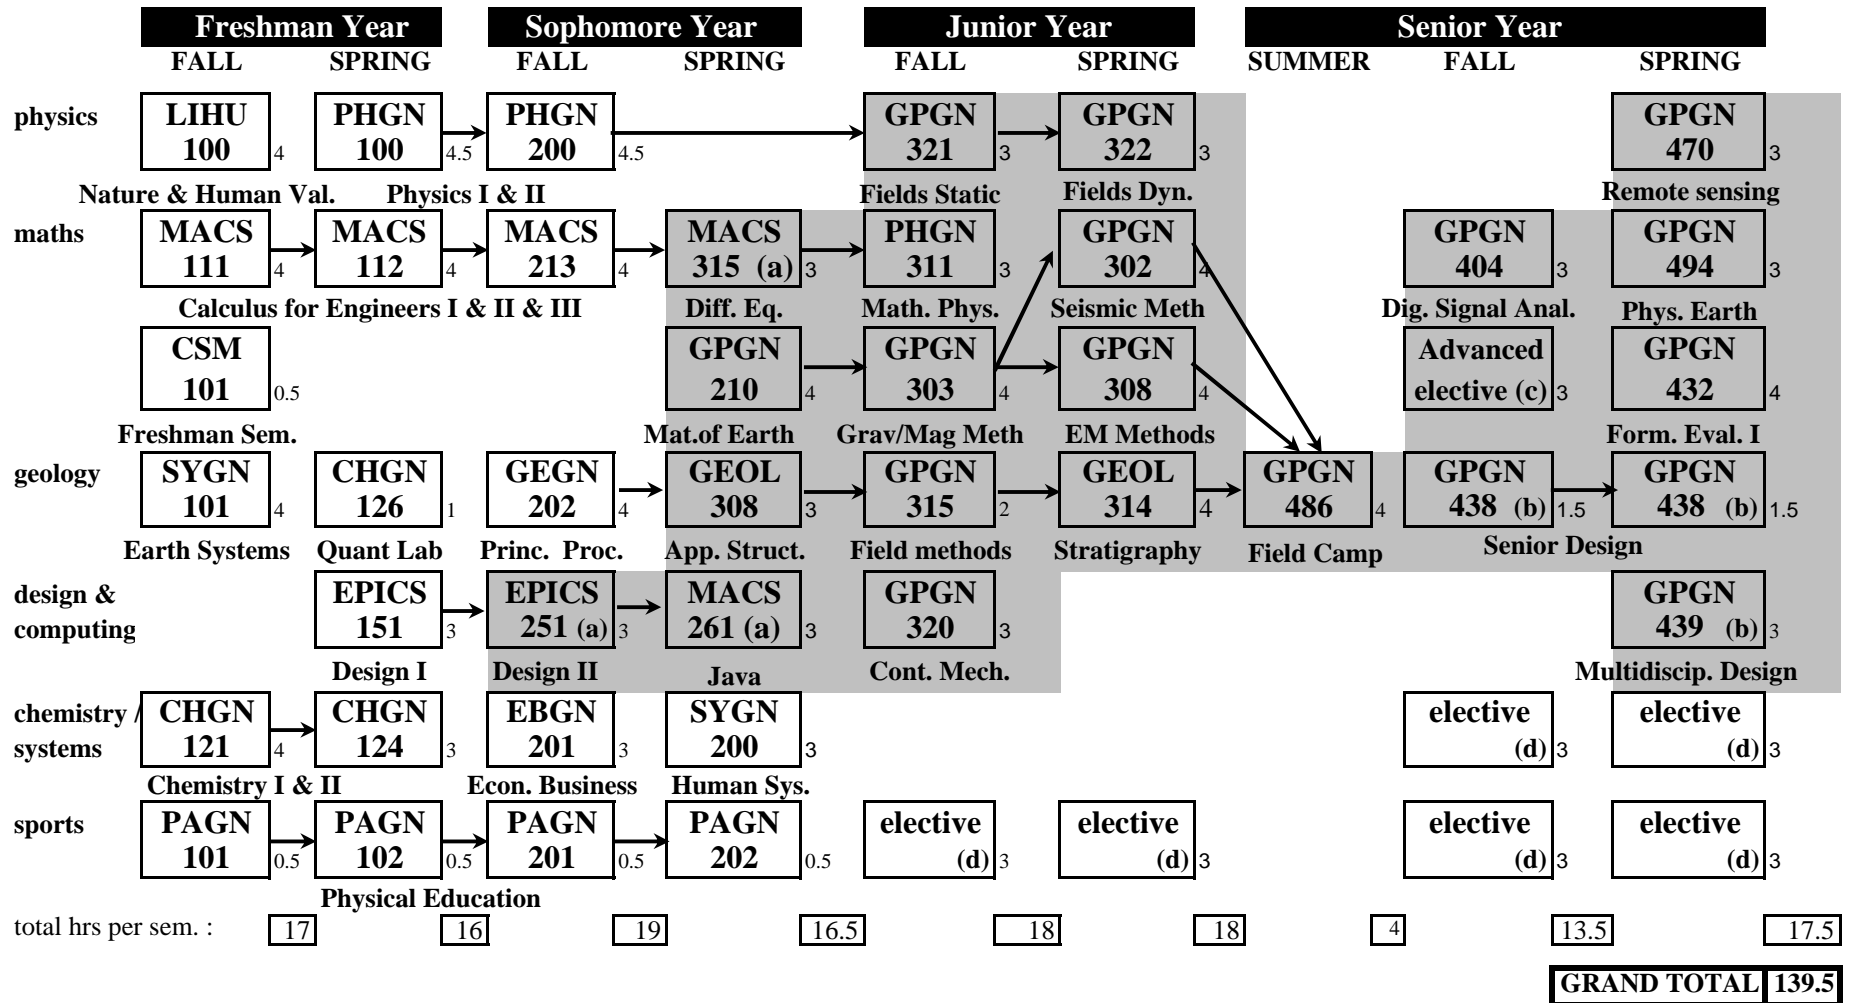 Freshman Year Sophomore Year Junior Year Senior Year
FALL SPRING FALL SPRING FALL SPRING SUMMER FALL SPRING
physics LIHU PHGN PHGN GPGN GPGN GPGN
100 4 100 4.5 200 4.5 321 3 322 3 470 3
Nature & Human Val. Physics I & II Fields Static Fields Dyn. Remote sensing
maths MACS MACS MACS MACS PHGN GPGN GPGN GPGN
111 4 112 4 213 4 315 (a) 3 311 3 302 4 404 3 494 3
Calculus for Engineers I & II & III Diff. Eq. Math. Phys. Seismic Meth Dig. Signal Anal. Phys. Earth
CSM GPGN GPGN GPGN Advanced GPGN
101 0.5 210 4 303 4 308 4 elective (c) 3 432 4
Freshman Sem. Mat.of Earth Grav/Mag Meth EM Methods Form. Eval. I
geology SYGN CHGN GEGN GEOL GPGN GEOL GPGN GPGN GPGN
101 4 126 1 202 4 308 3 315 2 314 4 486 4 438 (b) 1.5 438 (b) 1.5
Earth Systems Quant Lab Princ. Proc. App. Struct. Field methods Stratigraphy Field Camp Senior Design
design & EPICS EPICS MACS GPGN GPGN
computing 151 3 251 (a) 3 261 (a) 3 320 3 439 (b) 3
Design I Design II Java Cont. Mech. Multidiscip. Design
chemistry / CHGN CHGN EBGN SYGN elective elective
systems 121 4 124 3 201 3 200 3 (d) 3 (d) 3
Chemistry I & II Econ. Business Human Sys.
sports PAGN PAGN PAGN PAGN elective elective elective elective
101 0.5 102 0.5 201 0.5 202 0.5 (d) 3 (d) 3 (d) 3 (d) 3
Physical Education
total hrs per sem. : 17 16 19 16.5 18 18 4 13.5 17.5
GRAND TOTAL 139.5